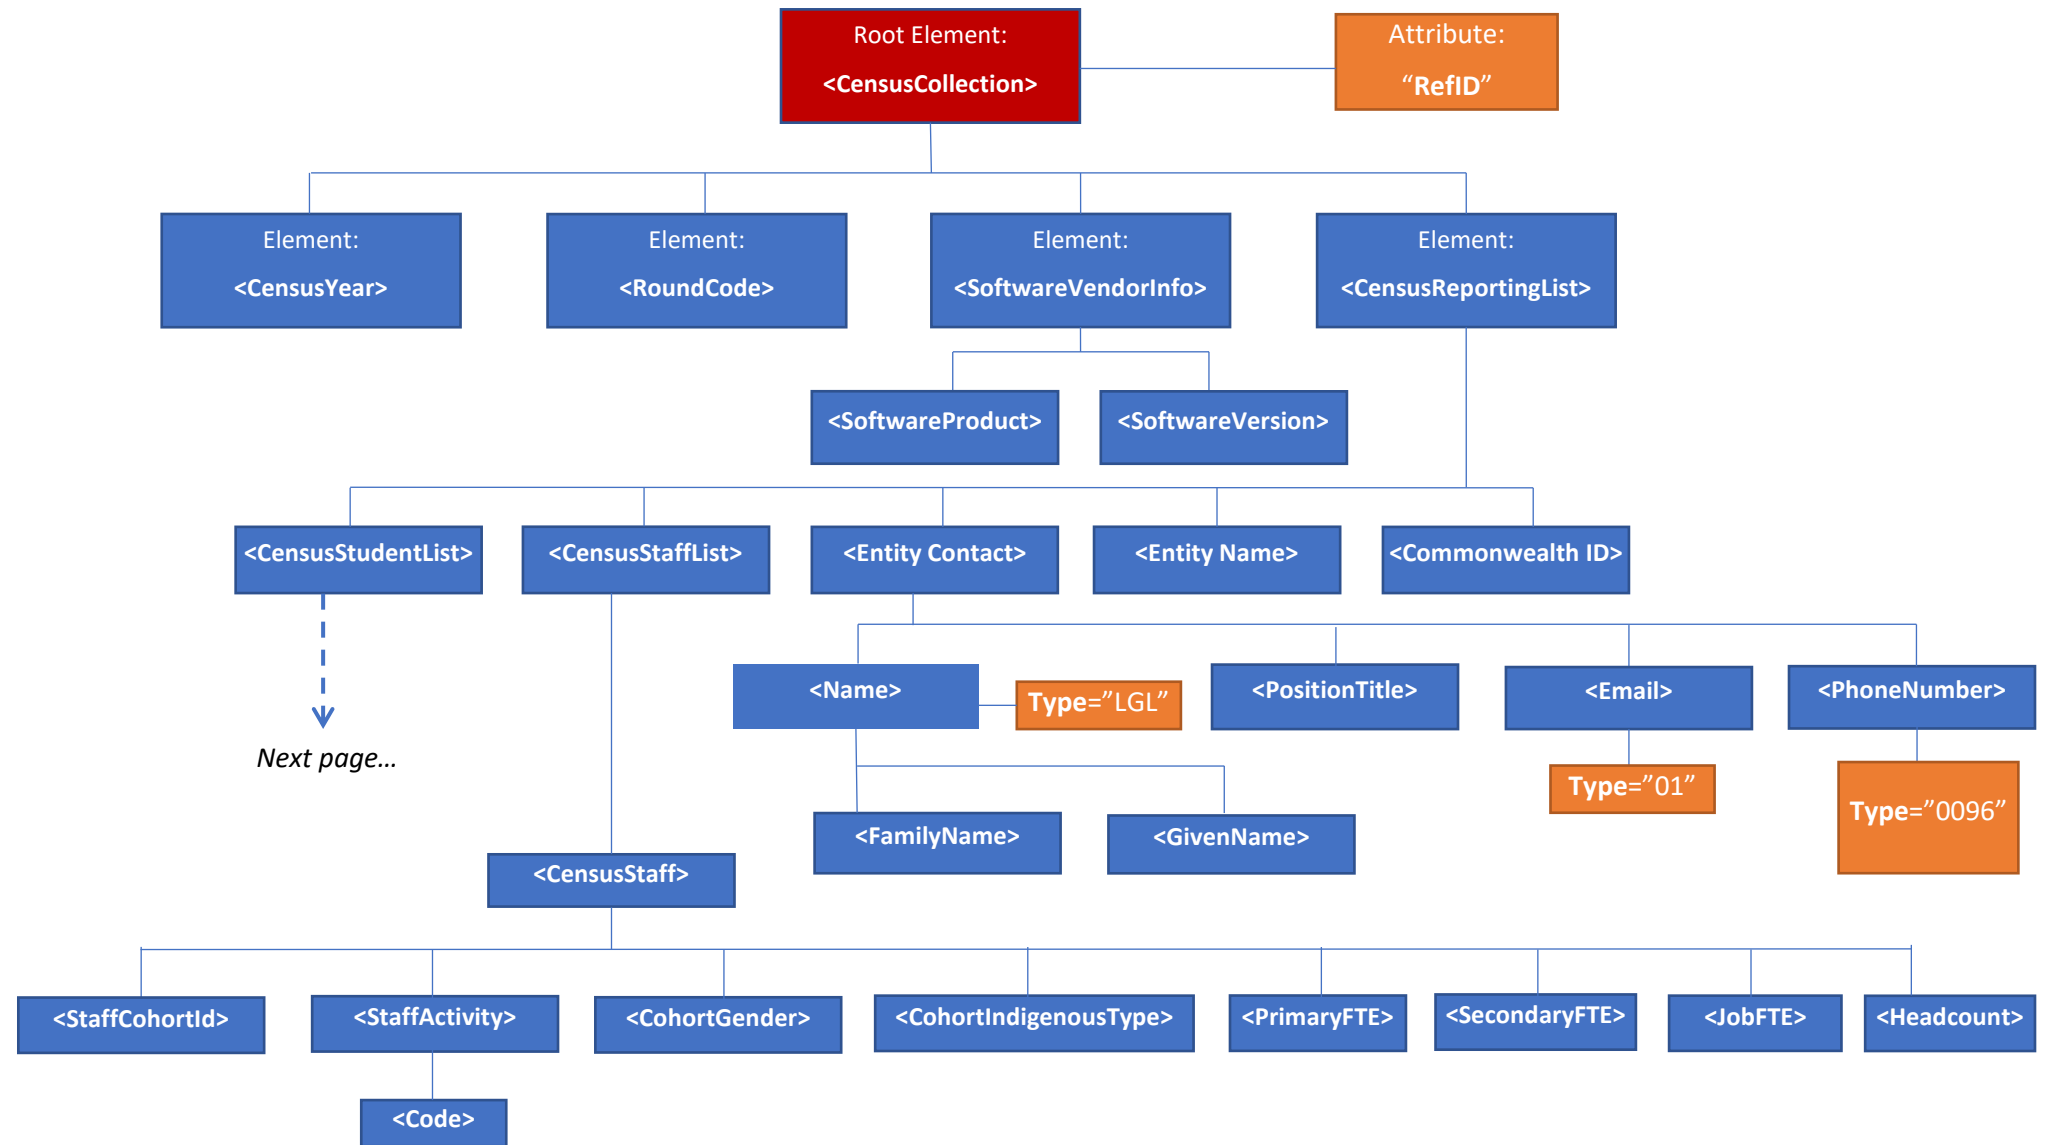 Root Element:
<CensusCollection>
Attribute:
“RefID”
Element:
<CensusYear>
Element:
<RoundCode>
Element:
<SoftwareVendorInfo>
Element:
<CensusReportingList>
<SoftwareProduct>
<SoftwareVersion>
<CensusStudentList>
<CensusStaffList>
<Entity Contact>
<Entity Name>
<Commonwealth ID>
Next page…
<Name>
Type=”LGL”
<PositionTitle>
<Email>
<PhoneNumber>
Type=”01”
Type=”0096”
<FamilyName>
<GivenName>
<CensusStaff>
<StaffCohortId>
<StaffActivity>
<CohortGender>
<CohortIndigenousType>
<PrimaryFTE>
<SecondaryFTE>
<JobFTE>
<Headcount>
<Code>